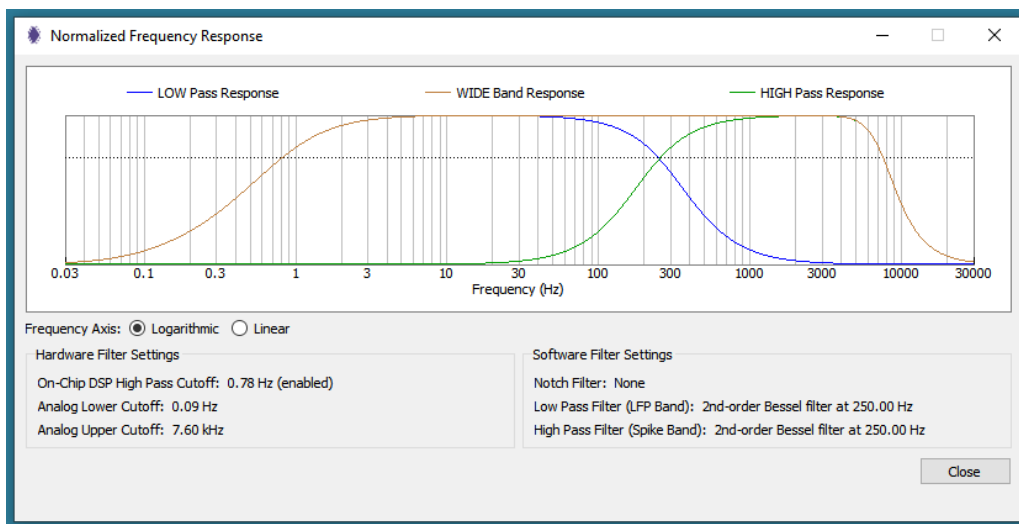 Normalized Frequency Response
LOW Pass Response WIDE Band Response HIGH Pass Response
0.03 0.1 0.3 1 3 10 30 100 300 1000 3000 10000 30000
Frequency (Hz)
Frequency Axis: Logarithmic Linear
Hardware Filter Settings
On-Chip DSP High Pass Cutoff: 0.78 Hz (enabled)
Analog Lower Cutoff: 0.09 Hz
Analog Upper Cutoff: 7.60 kHz
Software Filter Settings
Notch Filter: None
Low Pass Filter (LFP Band): 2nd-order Bessel filter at 250.00 Hz
High Pass Filter (Spike Band): 2nd-order Bessel filter at 250.00 Hz
Close